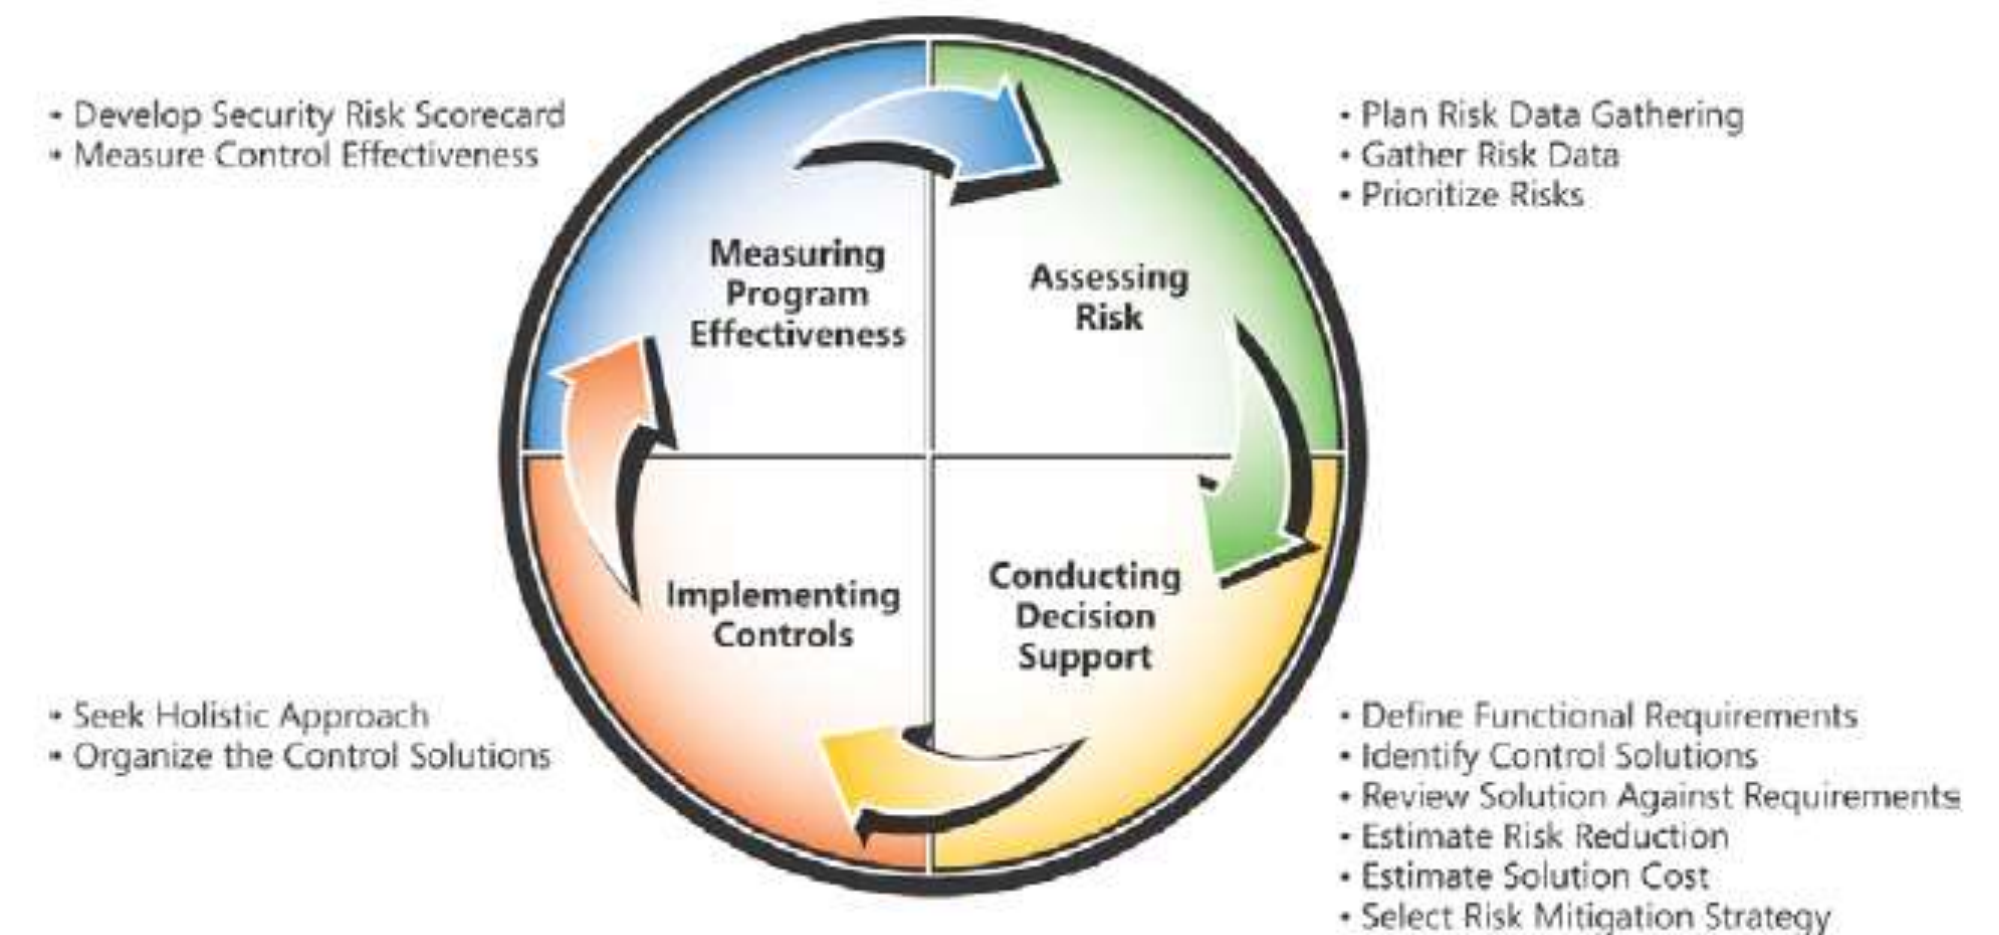 • Develop Security Risk Scorecard
• Measure Control Effectiveness
• Plan Risk Data Gathering
• Gather Risk Data
• Prioritize Risks
Measuring
Program
Effectiveness
Assessing
Risk
Implementing
Controls
Conducting
Decision
Support
• Seek Holistic Approach
• Organize the Control Solutions
• Define Functional Requirements
• Identify Control Solutions
• Review Solution Against Requirements
• Estimate Risk Reduction
• Estimate Solution Cost
• Select Risk Mitigation Strategy